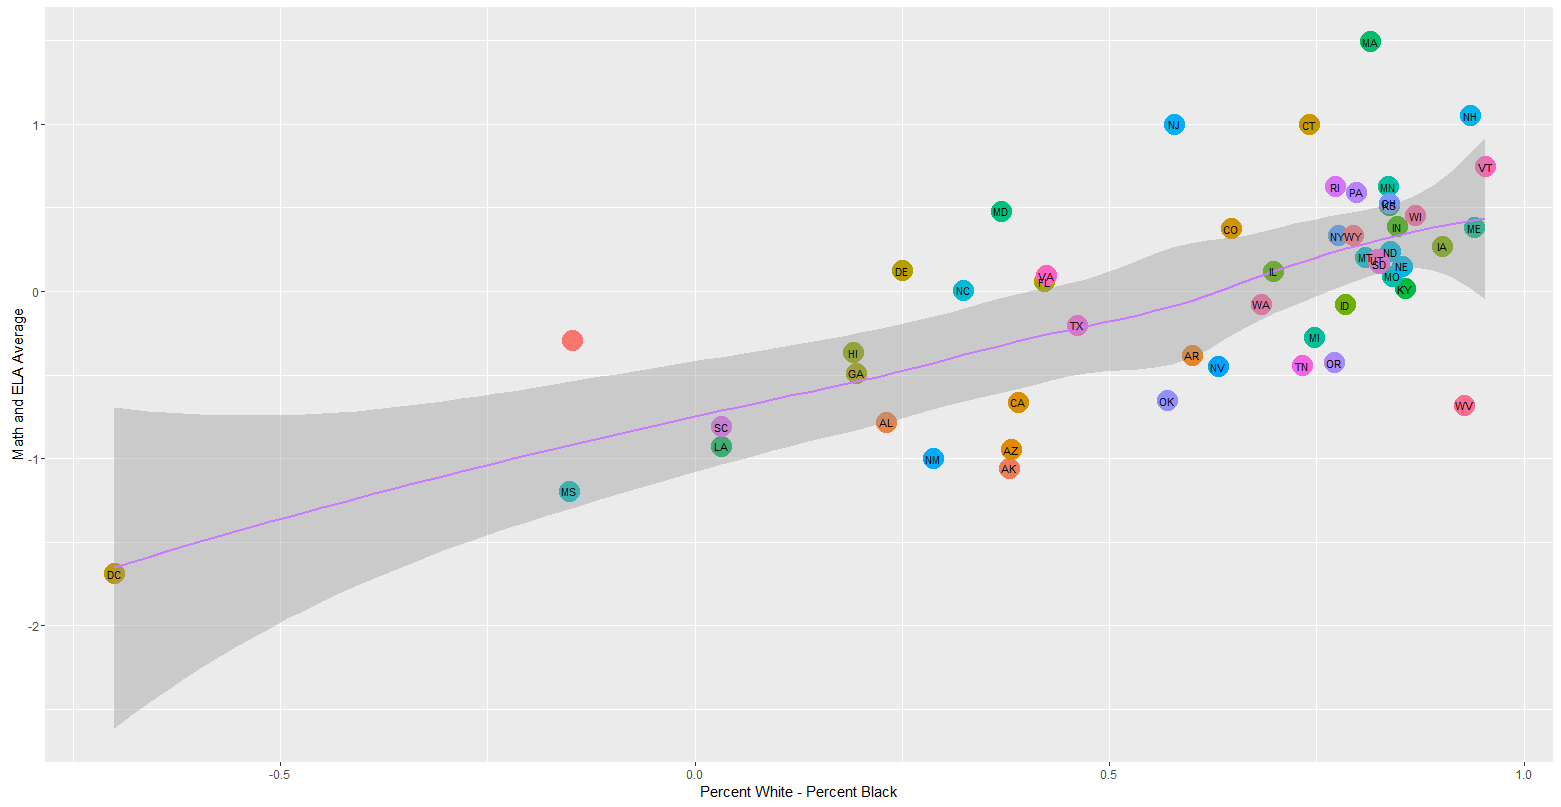 Math and ELA Average
1
0
-1
-2
MA
NH
NJ
CT
VT
RI
PA
MN
OH
KS
MD
WI
CO
IN
ME
NY
WY
IA
ND
MT
UT
SD
NE
MO
KY
DE
VA
FL
IL
NC
WA
ID
TX
MI
HI
GA
AR
NV
TN
OR
OK
CA
WV
AL
SC
LA
AZ
NM
AK
MS
DC
-0.5
0.0
0.5
1.0
Percent White - Percent Black